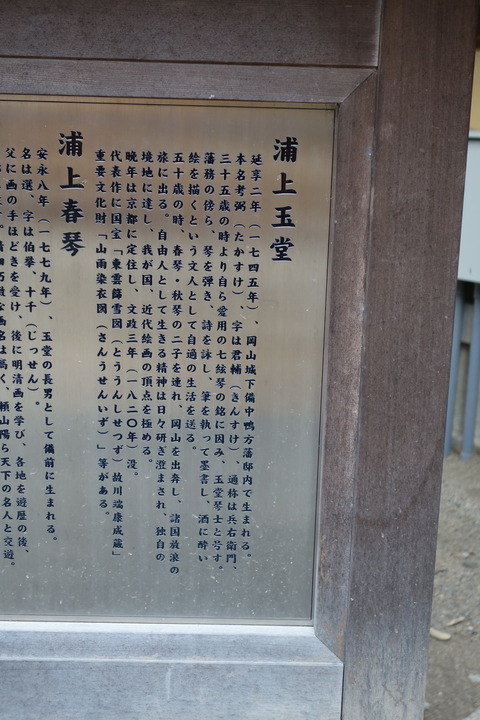 浦上玉堂
延享二年（一七四五年）、岡山城下備中鴨方藩邸内で生まれる。
本名孝弼（たかすけ）、字は君輔（きんすけ）、通称は兵右衛門、
三十五歳の時より自ら愛用の七絃琴の銘に因み、玉堂琴士と号す。
藩務の傍ら、琴を弾き、詩を詠し、筆を執って墨書し、酒に酔い
絵を描くという文人として自適の生活を送る。
五十歳の時、春琴・秋琴の二子を連れ、岡山を出奔し、諸国放浪の
旅に出る。自由人として生きる精神は日々研ぎ澄まされ、独自の
境地に達し、我が国、近代絵画の頂点を極める。
晩年は京都に定住し、文政三年（一八二〇年）没。
代表作に国宝「東雲篩雪図（とううんしせつず）故川端康成蔵」
重要文化財「山雨染衣図（さんうせんいず）」等がある。
浦上春琴
安永八年（一七七九年）、玉堂の長男として備前に生まれる。
名は選、字は伯挙、十千（じっせん）。
父に画の手ほどきを受け、後に明清画を学び、各地を遊歴の後、
画名は高く、頼山陽ら天下の名人と交遊。